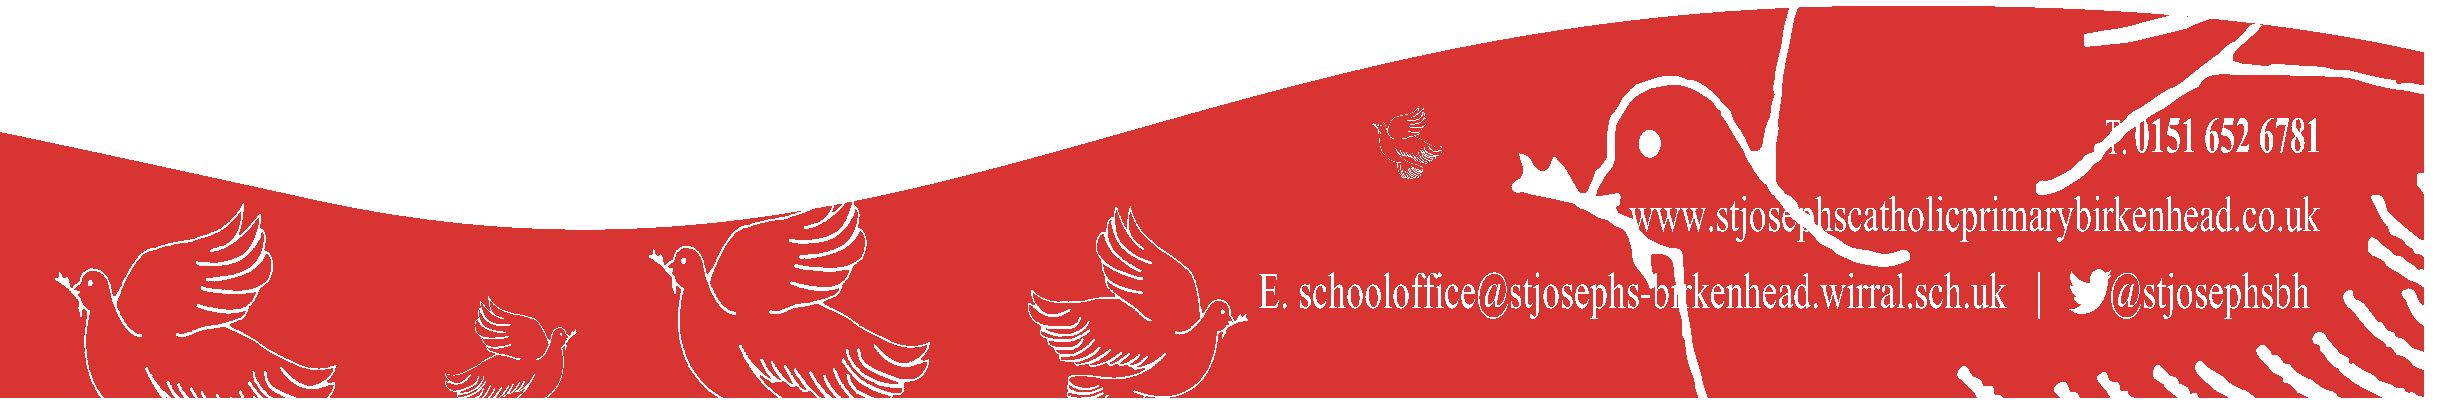 T. 0151 652 6781
www.stjosephscatholicprimarybirkenhead.co.uk
E. schooloffice@stjosephs-birkenhead.wirral.sch.uk | @stjosephsbh